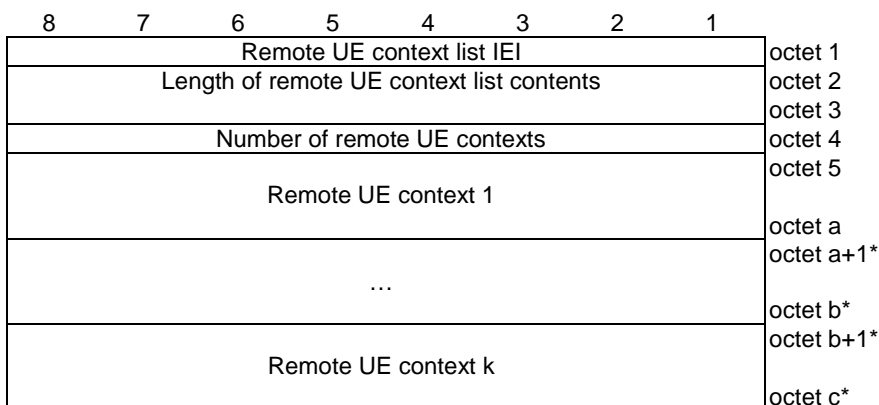 8 7 6 5 4 3 2 1
Remote UE context list IEI octet 1
Length of remote UE context list contents octet 2
octet 3
Number of remote UE contexts octet 4
octet 5
Remote UE context 1
octet a
octet a+1*
…
octet b*
octet b+1*
Remote UE context k
octet c*